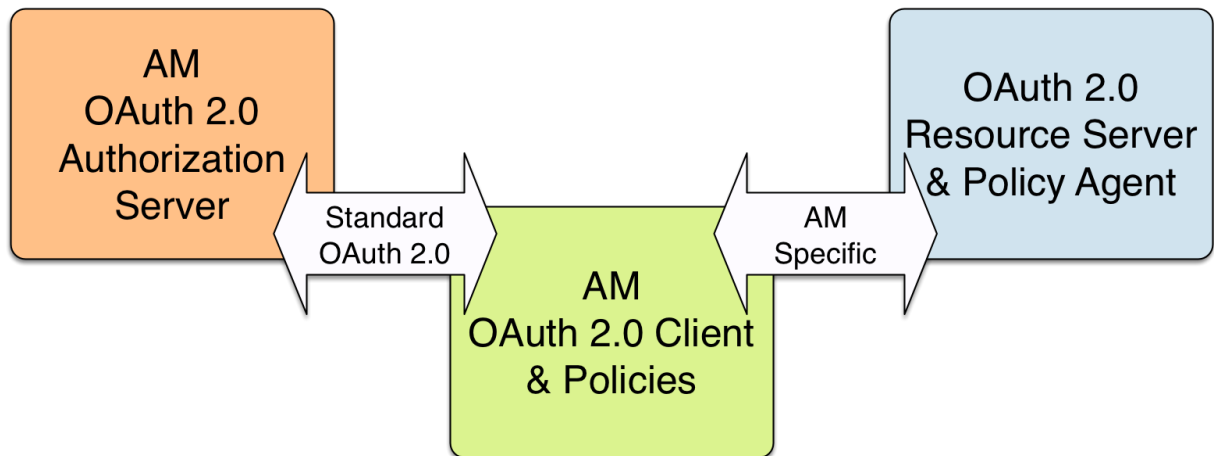 AM
OAuth 2.0
Authorization
Server
Standard
OAuth 2.0
AM
OAuth 2.0 Client
& Policies
AM
Specific
OAuth 2.0
Resource Server
& Policy Agent